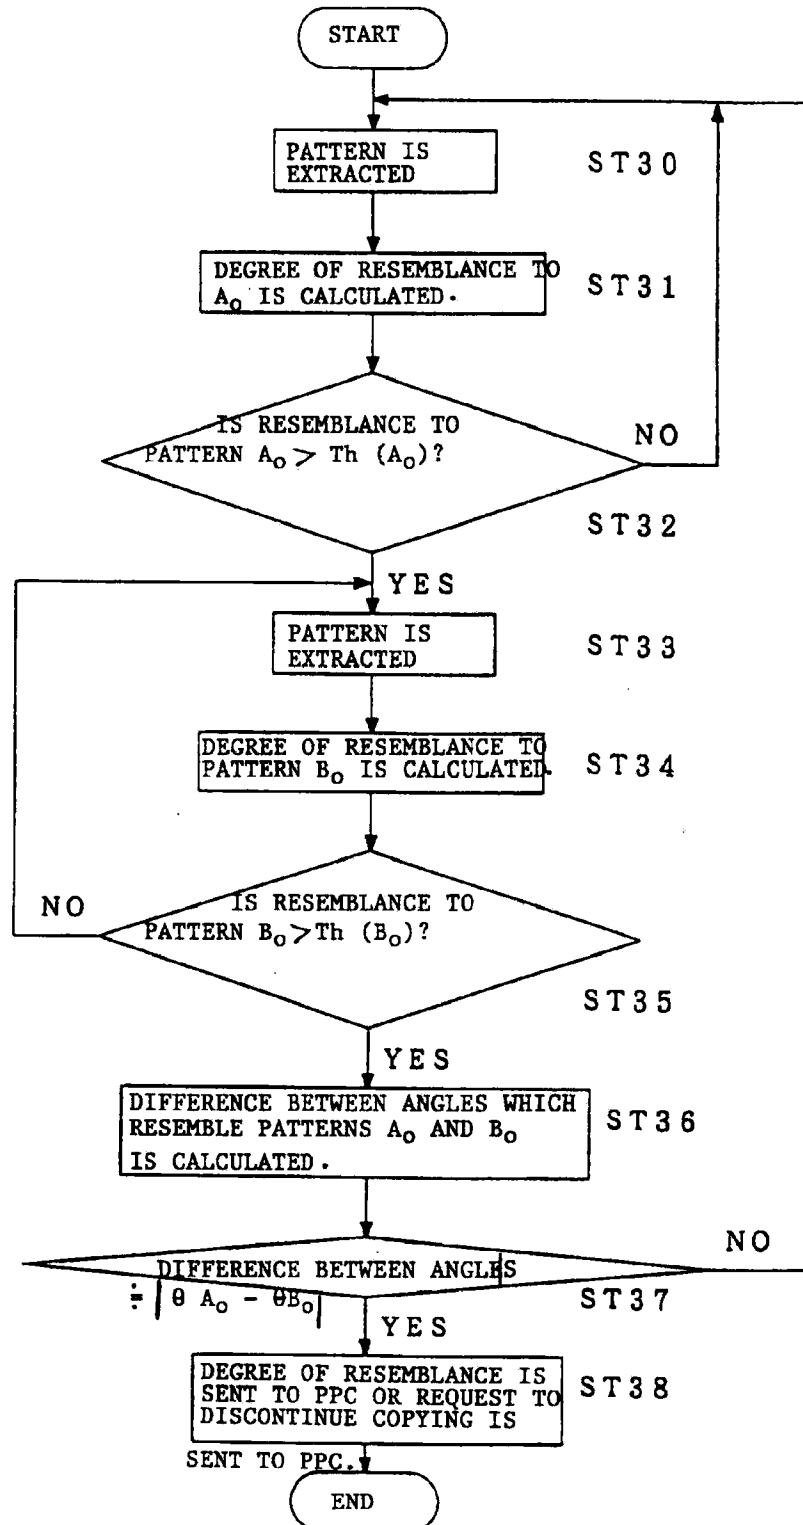 START
PATTERN IS
EXTRACTED
ST30
DEGREE OF RESEMBLANCE TO
A₀ IS CALCULATED.
ST31
IS RESEMBLANCE TO
PATTERN A₀ > Th (A₀)?
NO
ST32
YES
PATTERN IS
EXTRACTED
ST33
DEGREE OF RESEMBLANCE TO
PATTERN B₀ IS CALCULATED.
ST34
IS RESEMBLANCE TO
PATTERN B₀ > Th (B₀)?
NO
ST35
YES
DIFFERENCE BETWEEN ANGLES WHICH
RESEMBLE PATTERNS A₀ AND B₀
IS CALCULATED.
ST36
DIFFERENCE BETWEEN ANGLES
≒ |θ A₀ - θB₀|
NO
ST37
YES
DEGREE OF RESEMBLANCE IS
SENT TO PPC OR REQUEST TO
DISCONTINUE COPYING IS
SENT TO PPC.
ST38
END